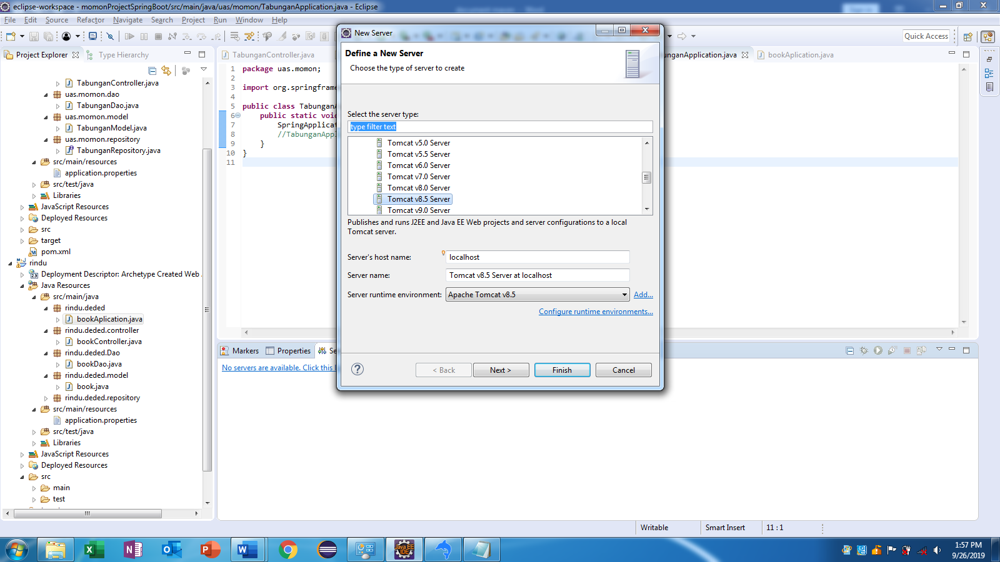 eclipse-workspace - momonProjectSpringBoot/src/main/java/uas/momon/TabunganApplication.java - Eclipse
File Edit Source Refactor Navigate Search Project Run Window Help
Quick Access
Project Explorer
Type Hierarchy
TabunganController.java
uas.momon.dao
TabunganDao.java
uas.momon.model
TabunganModel.java
uas.momon.repository
TabunganRepository.java
src/main/resources
application.properties
src/test/java
Libraries
JavaScript Resources
Deployed Resources
src
target
pom.xml
rindu
Deployment Descriptor: Archetype Created Web
Java Resources
src/main/java
rindu.deded
bookAplication.java
rindu.deded.controller
bookController.java
rindu.deded.Dao
bookDao.java
rindu.deded.model
book.java
rindu.deded.repository
src/main/resources
application.properties
src/test/java
Libraries
JavaScript Resources
Deployed Resources
src
main
test
TabunganController.java
unganApplication.java
bookAplication.java
1 package uas.momon;
2
3 import org.springframe
4
5 public class TabunganA
6 public static void
7 SpringApplicat
8 //TabunganAppl
9 }
10 }
11
New Server
Define a New Server
Choose the type of server to create
Select the server type:
type filter text
Tomcat v5.0 Server
Tomcat v5.5 Server
Tomcat v6.0 Server
Tomcat v7.0 Server
Tomcat v8.0 Server
Tomcat v8.5 Server
Tomcat v9.0 Server
Publishes and runs J2EE and Java EE Web projects and server configurations to a local
Tomcat server.
Server's host name: localhost
Server name: Tomcat v8.5 Server at localhost
Server runtime environment: Apache Tomcat v8.5 Add...
Configure runtime environments...
< Back Next > Finish Cancel
Markers Properties Se
No servers are available. Click this l
Writable Smart Insert 11 : 1
Java EE
IDE
1:57 PM
9/26/2019